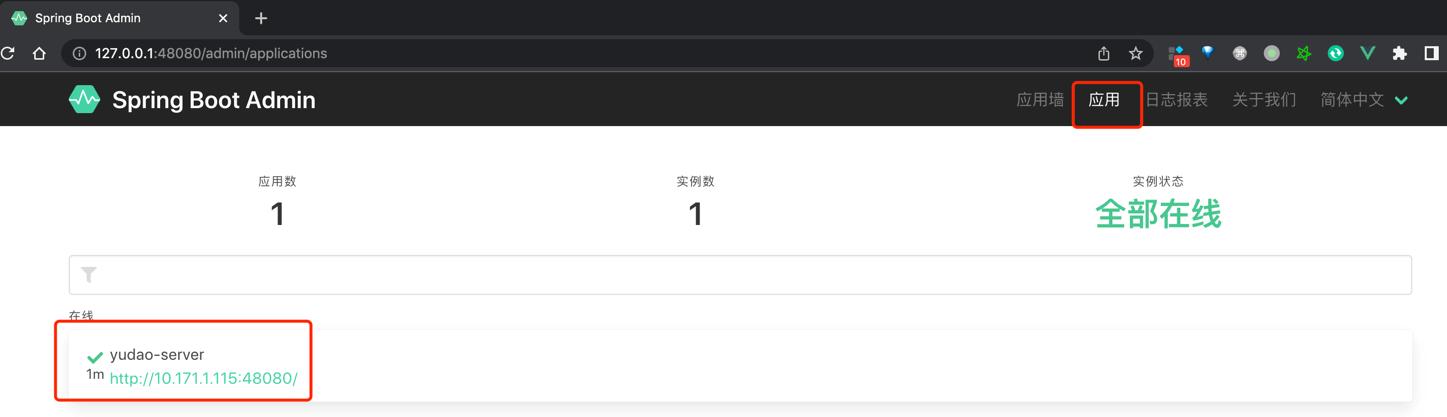 Spring Boot Admin
127.0.0.1:48080/admin/applications
10
Spring Boot Admin
应用墙 应用 日志报表 关于我们 简体中文
应用数 实例数 实例状态
1 1 全部在线
在线
yudao-server
1m
http://10.171.1.115:48080/